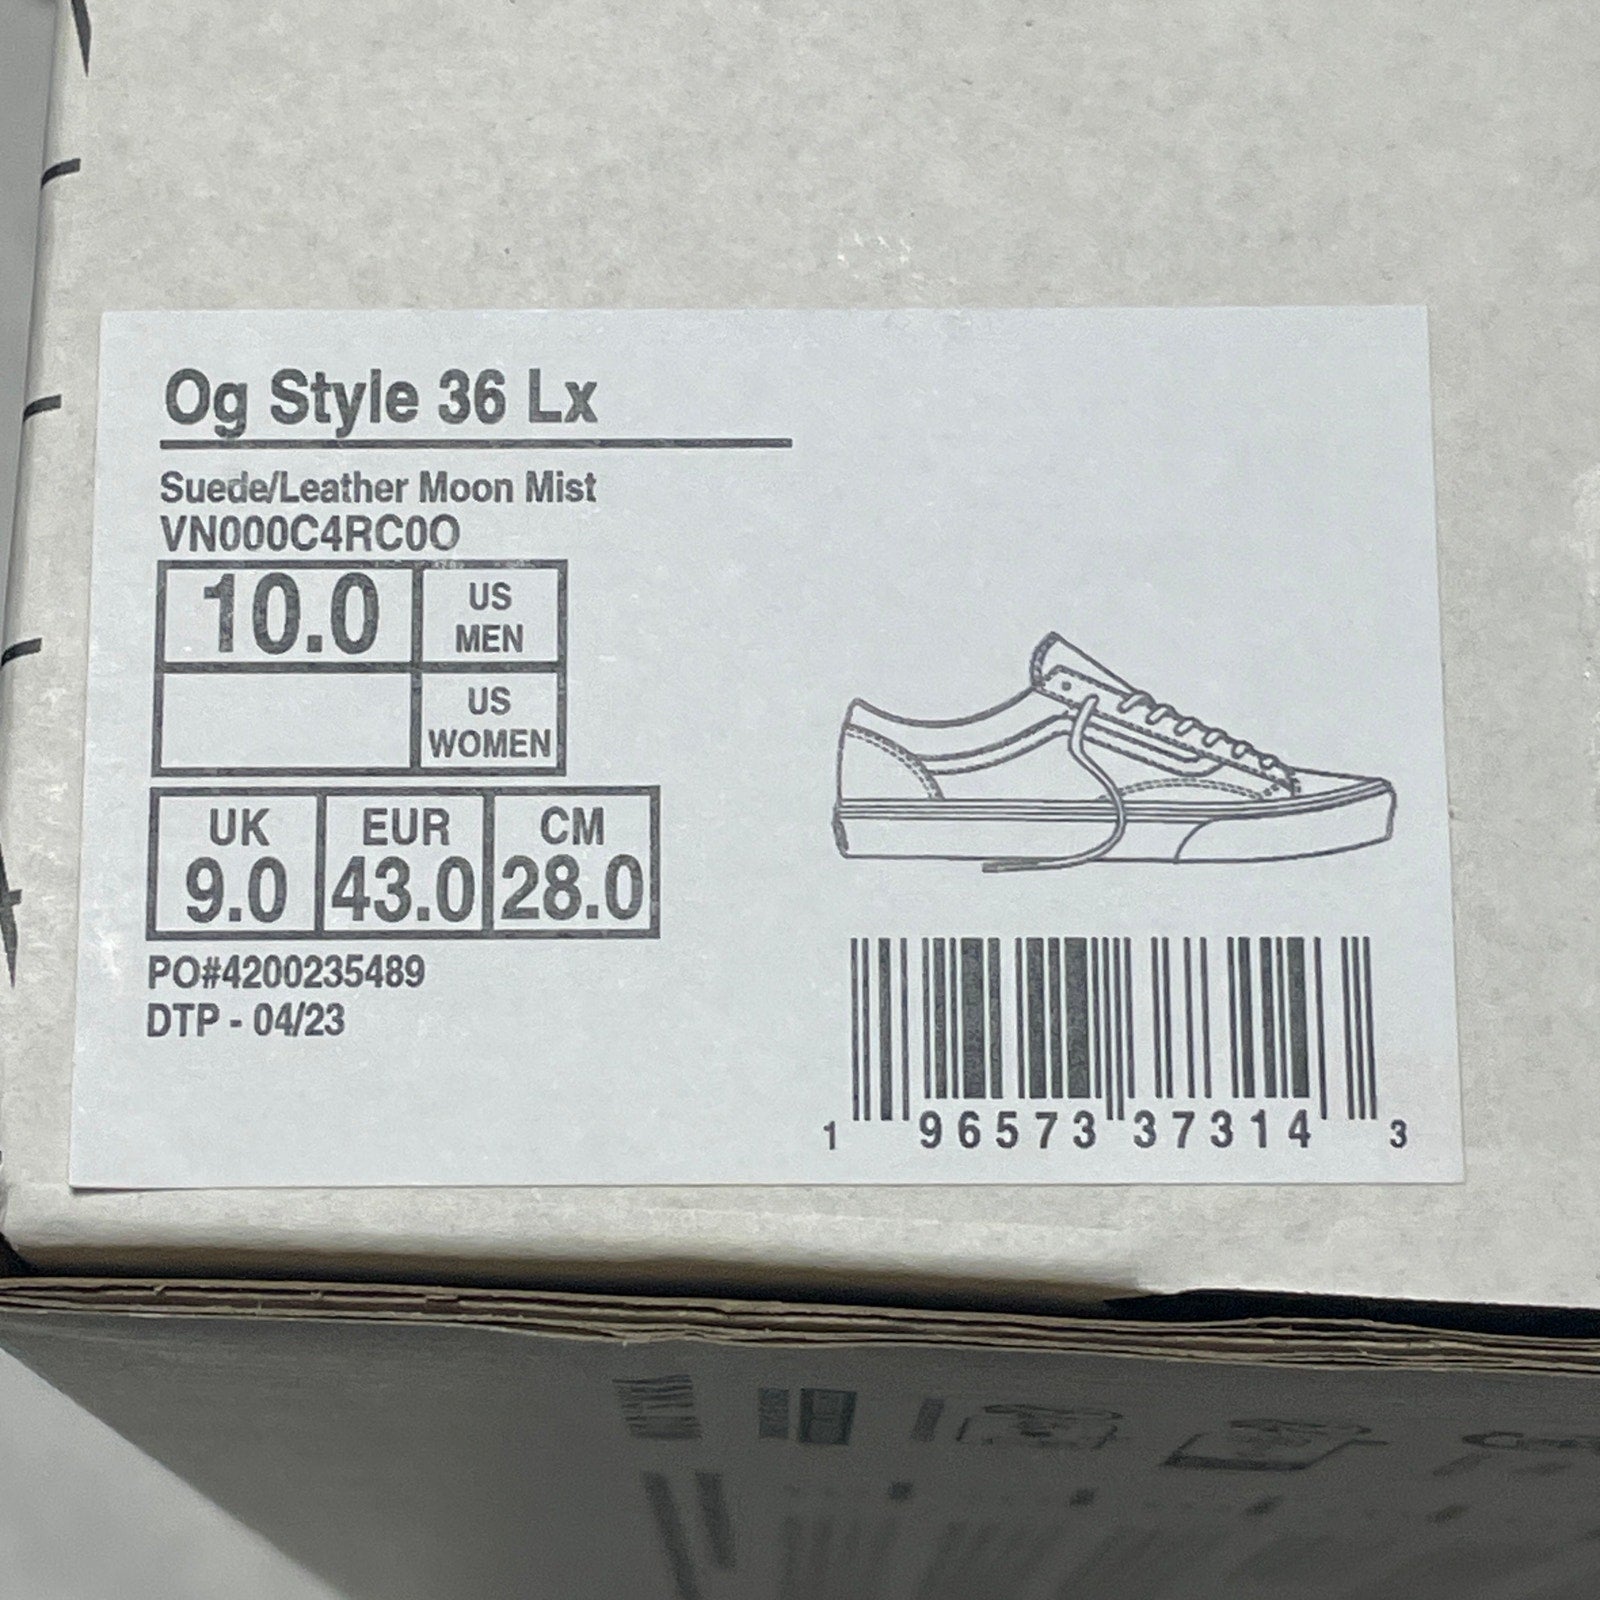 Og Style 36 Lx
Suede/Leather Moon Mist
VN000C4RC0O
10.0 US MEN
US WOMEN
UK EUR CM
9.0 43.0 28.0
PO#4200235489
DTP - 04/23
1 96573 37314 3